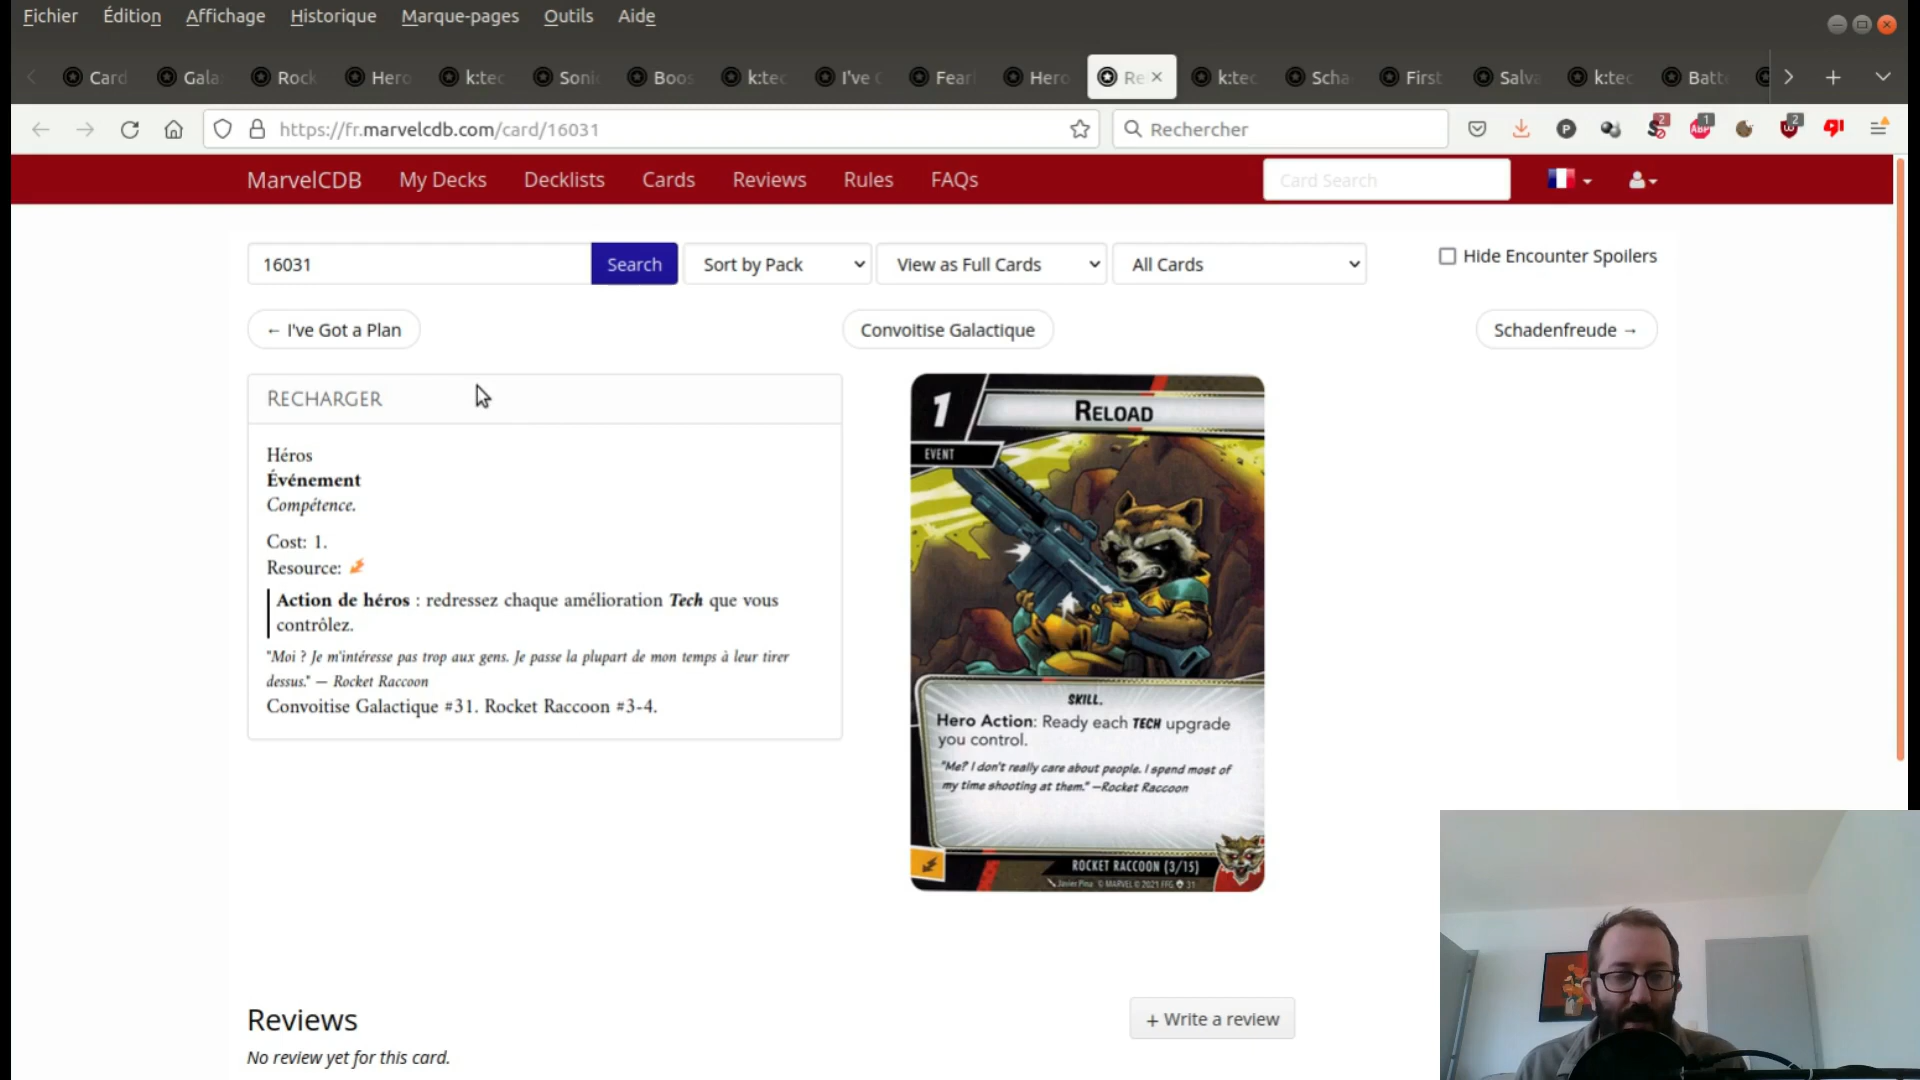 Fichier Édition Affichage Historique Marque-pages Outils Aide
Card Gala Rock Hero k:tec Soni Boos k:tec I've Fear Hero Re k:tec Scha First Salva k:tec Batt
https://fr.marvelcdb.com/card/16031 Rechercher
MarvelCDB My Decks Decklists Cards Reviews Rules FAQs Card Search
16031 Search Sort by Pack View as Full Cards All Cards Hide Encounter Spoilers
← I've Got a Plan Convoitise Galactique Schadenfreude →
RECHARGER
Héros
Événement
Compétence.
Cost: 1.
Resource:
Action de héros : redressez chaque amélioration Tech que vous
contrôlez.
"Moi ? Je m'intéresse pas trop aux gens. Je passe la plupart de mon temps à leur tirer
dessus." — Rocket Raccoon
Convoitise Galactique #31. Rocket Raccoon #3-4.
1
RELOAD
EVENT
SKILL.
Hero Action: Ready each TECH upgrade
you control.
"Me? I don't really care about people. I spend most of
my time shooting at them." —Rocket Raccoon
ROCKET RACCOON (3/15)
Javier Pina © MARVEL © 2021 FFG 31
Reviews
+ Write a review
No review yet for this card.